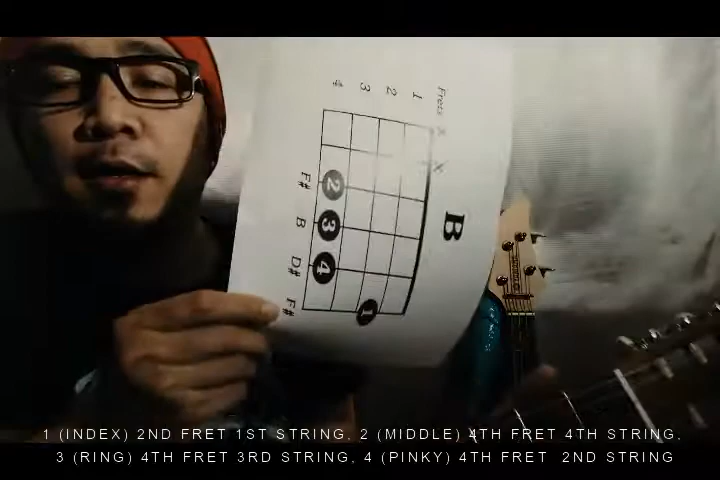 Frets
1
2
3
4
X
X
B
2
3
4
1
F#
B
D#
F#
1 (INDEX) 2ND FRET 1ST STRING, 2 (MIDDLE) 4TH FRET 4TH STRING,
3 (RING) 4TH FRET 3RD STRING, 4 (PINKY) 4TH FRET 2ND STRING